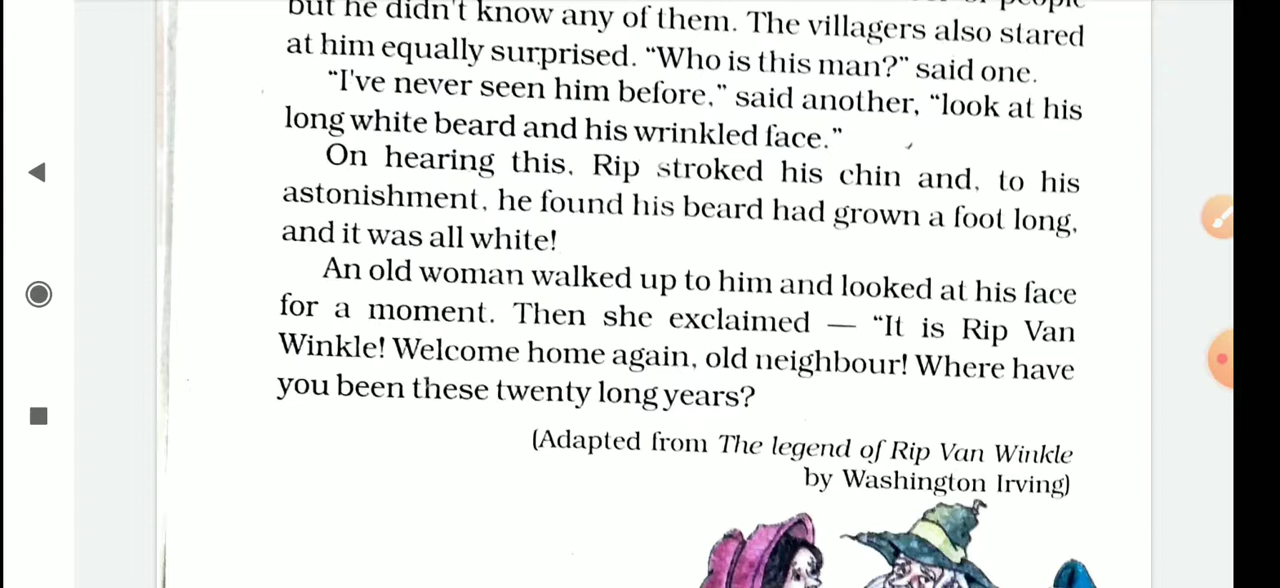 but he didn't know any of them. The villagers also stared
at him equally surprised. “Who is this man?” said one.
“I've never seen him before,” said another, “look at his
long white beard and his wrinkled face.”
On hearing this, Rip stroked his chin and, to his
astonishment, he found his beard had grown a foot long,
and it was all white!
An old woman walked up to him and looked at his face
for a moment. Then she exclaimed — “It is Rip Van
Winkle! Welcome home again, old neighbour! Where have
you been these twenty long years?
(Adapted from The legend of Rip Van Winkle
by Washington Irving)